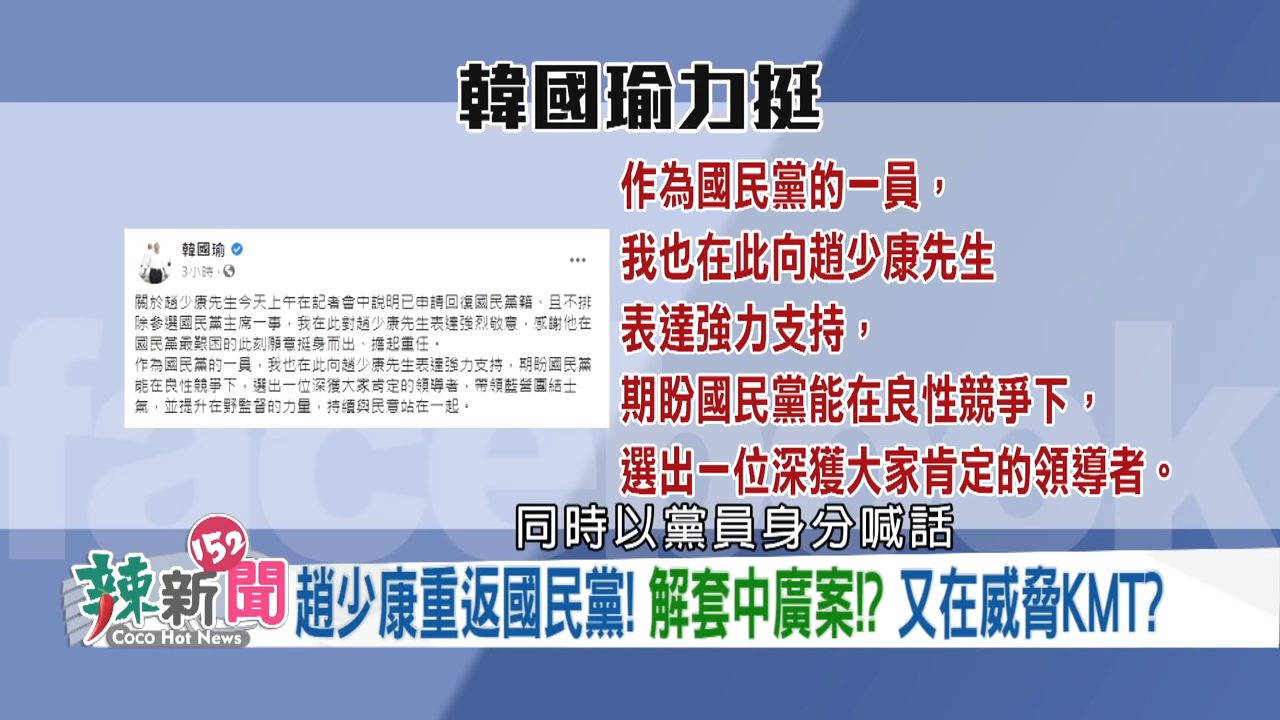 韓國瑜力挺
作為國民黨的一員，
我也在此向趙少康先生
表達強力支持，
期盼國民黨能在良性競爭下，
選出一位深獲大家肯定的領導者。
韓國瑜
3小時·
關於趙少康先生今天上午在記者會中說明已申請回復國民黨籍、且不排
除參選國民黨主席一事，我在此對趙少康先生表達強烈敬意，感謝他在
國民黨最艱困的此刻願意挺身而出、擔起重任。
作為國民黨的一員，我也在此向趙少康先生表達強力支持，期盼國民黨
能在良性競爭下，選出一位深獲大家肯定的領導者，帶領藍營團結士
氣，並提升在野監督的力量，持續與民意站在一起。
facebook
同時以黨員身分喊話
152
辣新聞
Coco Hot News
趙少康重返國民黨! 解套中廣案!? 又在威脅KMT?